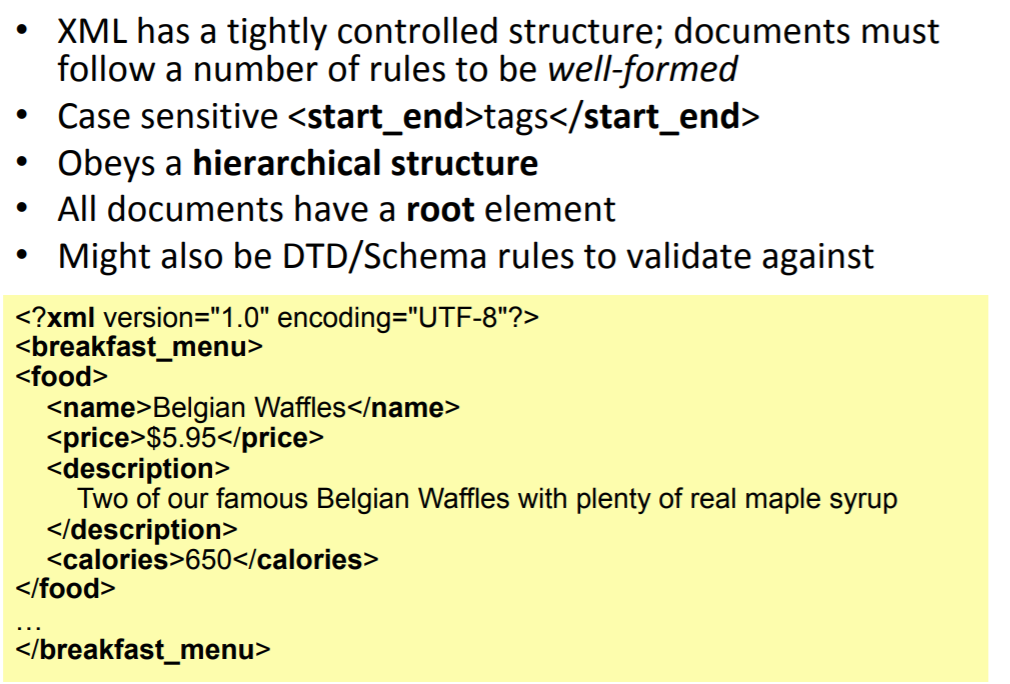 • XML has a tightly controlled structure; documents must
follow a number of rules to be well-formed
• Case sensitive <start_end>tags</start_end>
• Obeys a hierarchical structure
• All documents have a root element
• Might also be DTD/Schema rules to validate against
<?xml version="1.0" encoding="UTF-8"?>
<breakfast_menu>
<food>
<name>Belgian Waffles</name>
<price>$5.95</price>
<description>
Two of our famous Belgian Waffles with plenty of real maple syrup
</description>
<calories>650</calories>
</food>
…
</breakfast_menu>